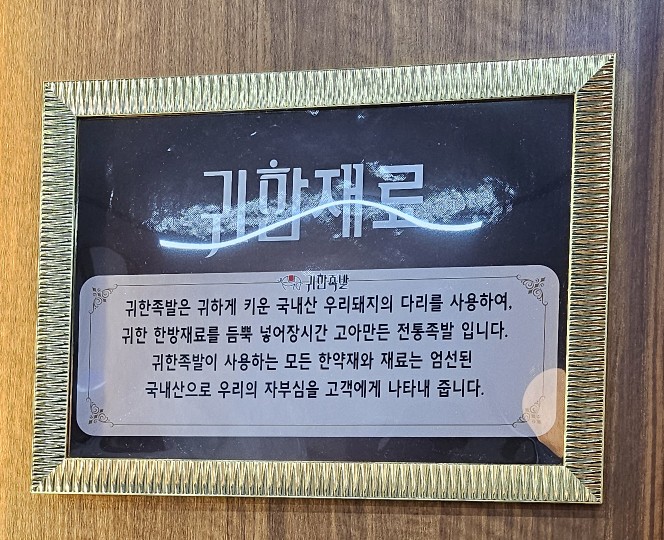 귀한재료
귀한족발
귀한족발은 귀하게 키운 국내산 우리돼지의 다리를 사용하여,
귀한 한방재료를 듬뿍 넣어장시간 고아만든 전통족발 입니다.
귀한족발이 사용하는 모든 한약재와 재료는 엄선된
국내산으로 우리의 자부심을 고객에게 나타내 줍니다.